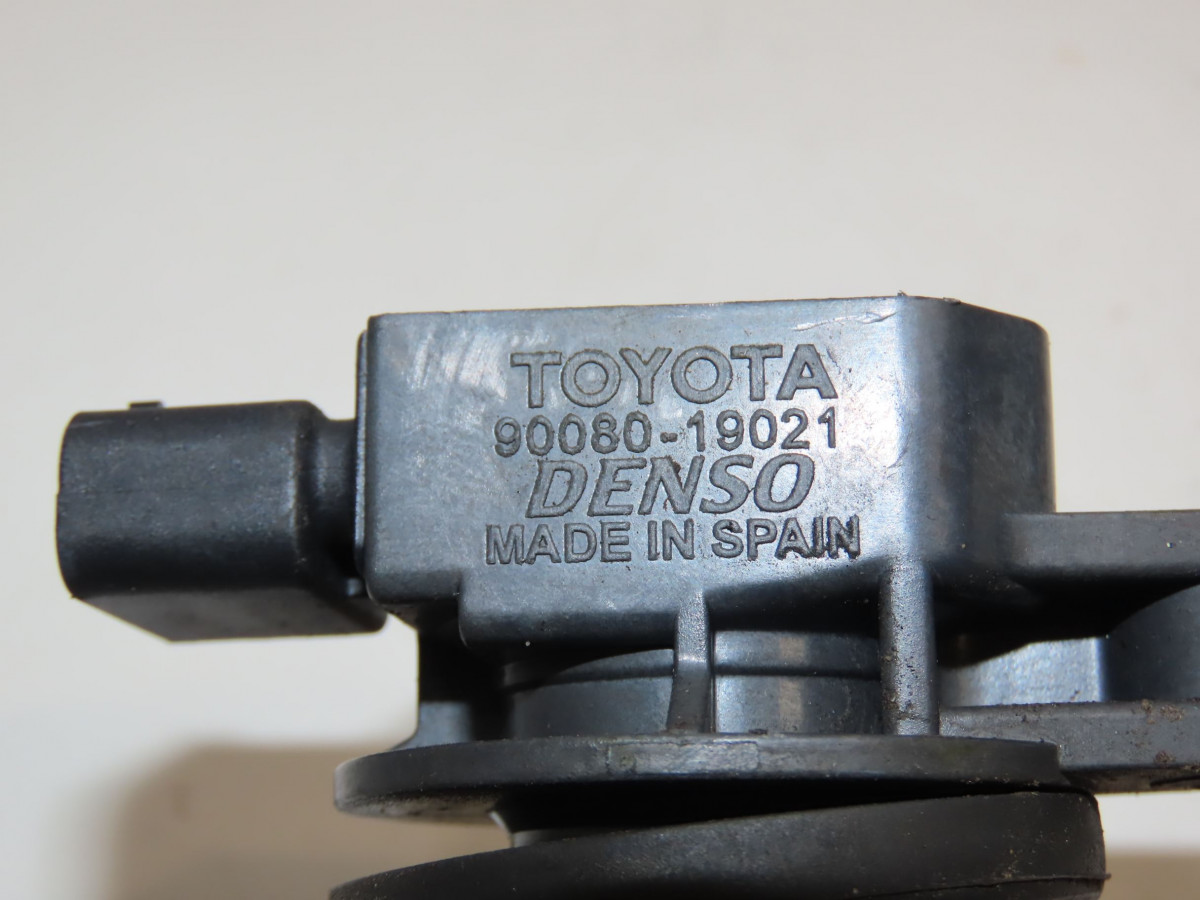 TOYOTA
90080-19021
DENSO
MADE IN SPAIN